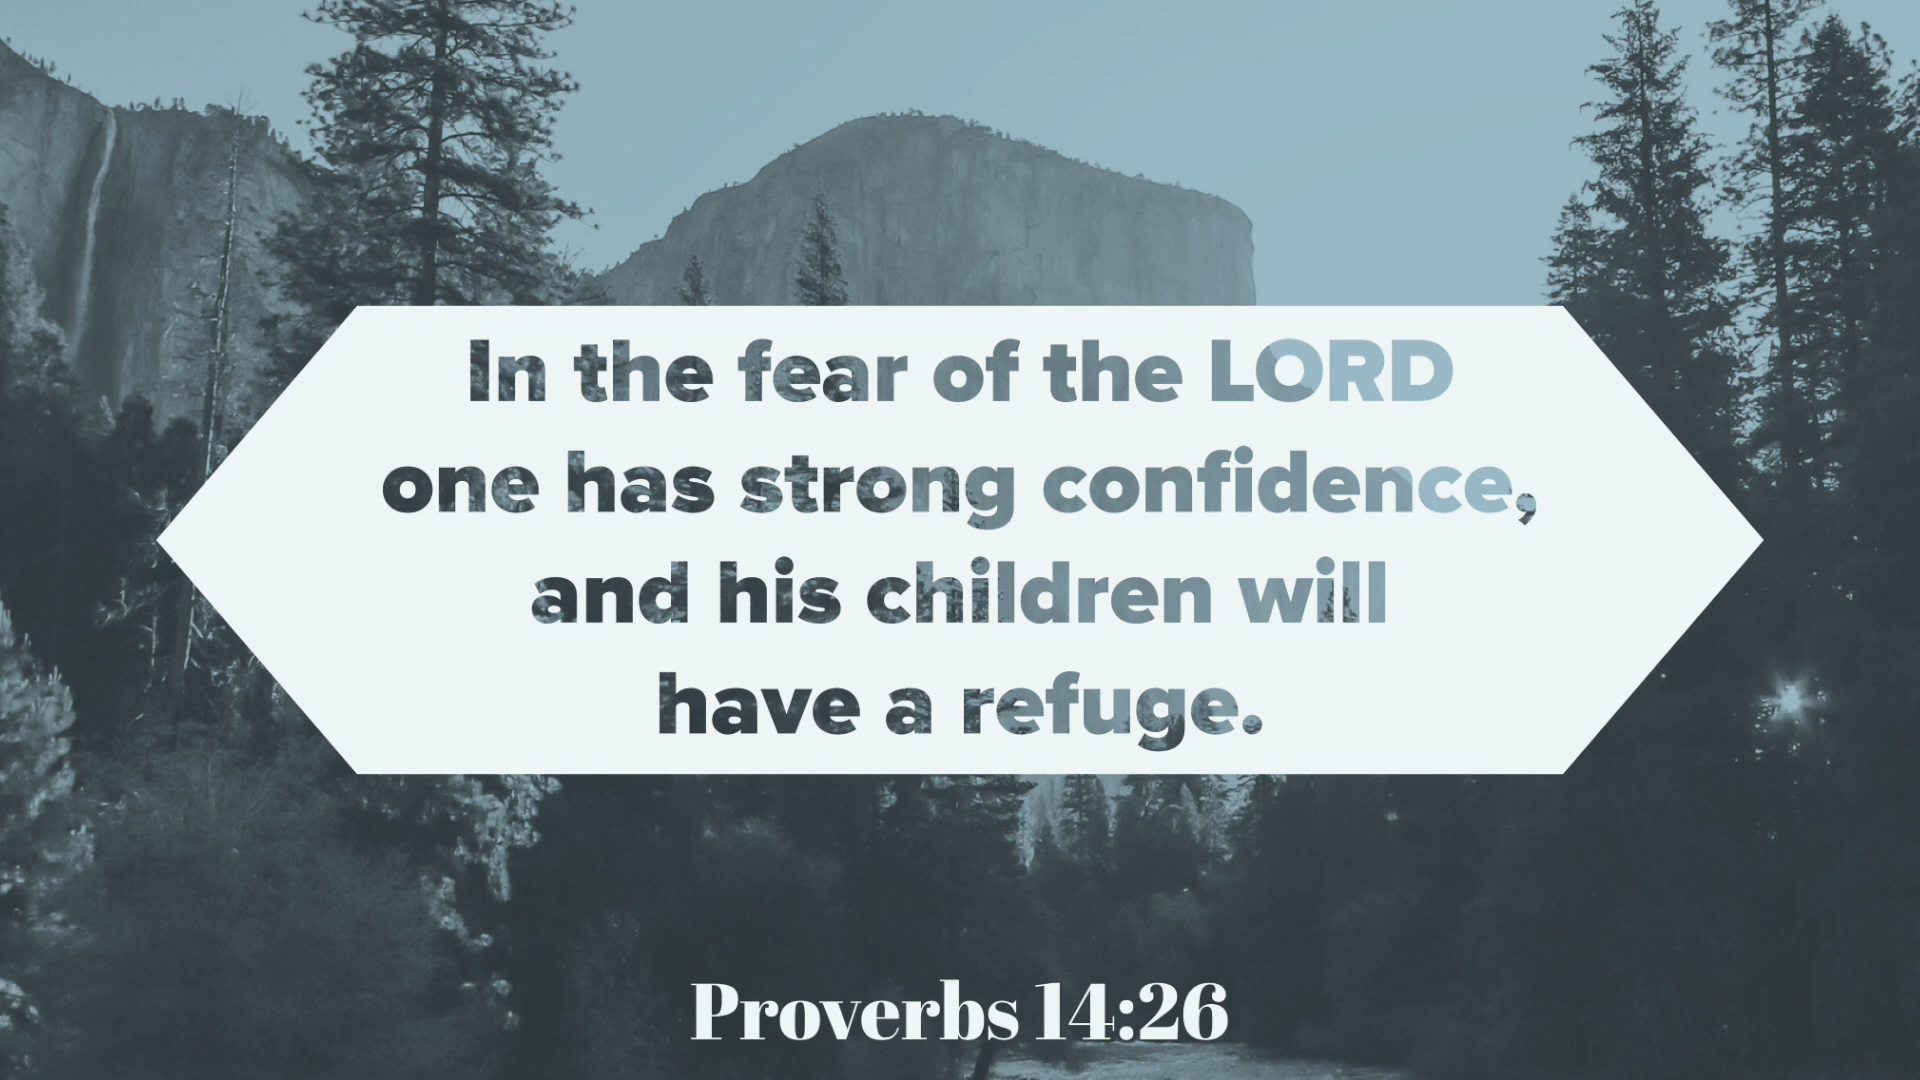 In the fear of the LORD
one has strong confidence,
and his children will
have a refuge.
Proverbs 14:26